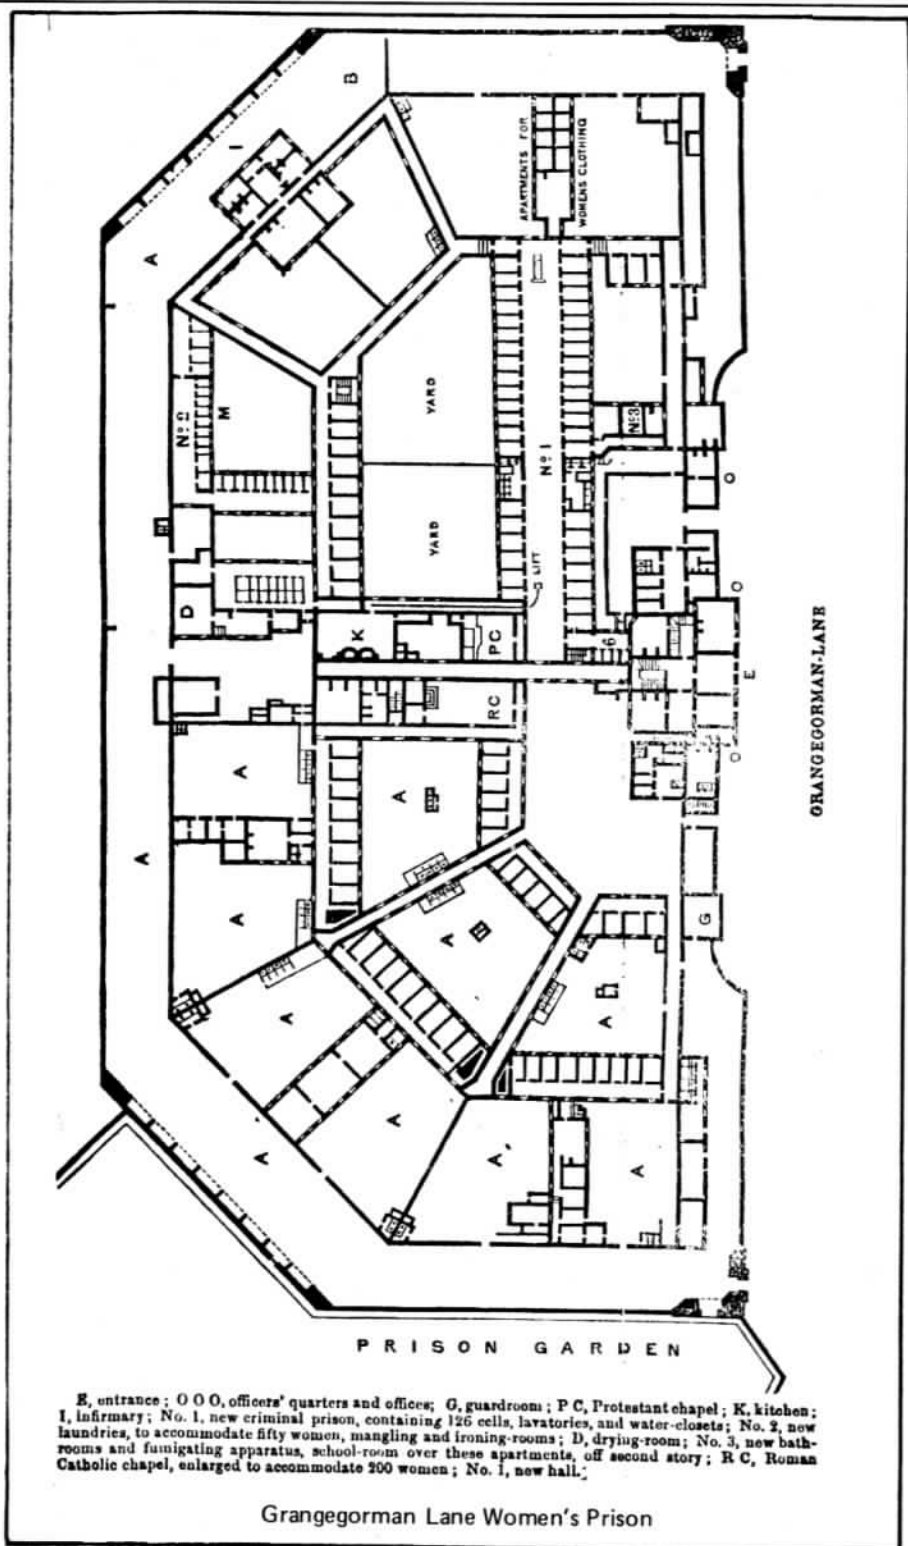 B
I
A
APARTMENTS FOR
WOMENS CLOTHING
No 2
M
YARD
No 1
No 3
YARD
LIFT
O
D
K
PC
6
O
E
RC
GRANGEGORMAN-LANE
O
A
A
A
A
G
A
A
A
A
A
A
A
A
PRISON GARDEN
E, entrance; O O O, officers' quarters and offices; G, guardroom; P C, Protestant chapel; K, kitchen;
I, infirmary; No. 1, new criminal prison, containing 126 cells, lavatories, and water-closets; No. 2, new
laundries, to accommodate fifty women, mangling and ironing-rooms; D, drying-room; No. 3, new bath-
rooms and fumigating apparatus, school-room over these apartments, off second story; R C, Roman
Catholic chapel, enlarged to accommodate 200 women; No. 1, new hall.
Grangegorman Lane Women's Prison